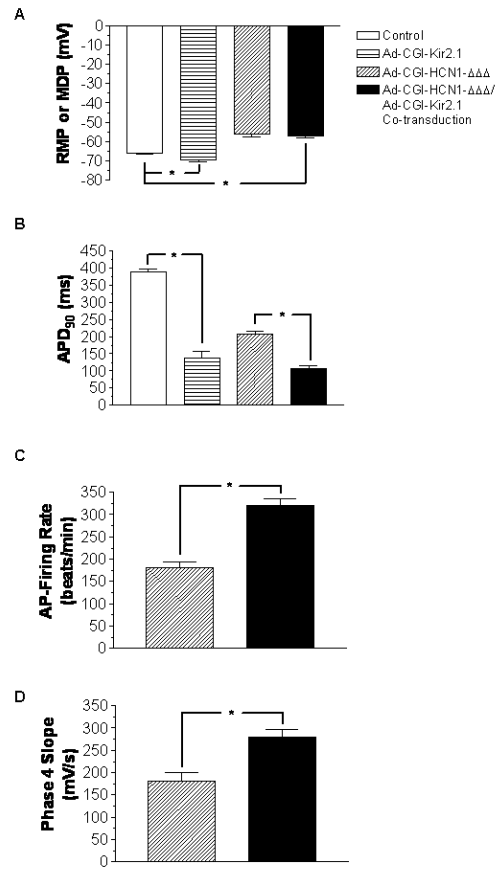 A
RMP or MDP (mV)
0
-10
-20
-30
-40
-50
-60
-70
-80
*
*
Control
Ad-CGI-Kir2.1
Ad-CGI-HCN1-ΔΔΔ
Ad-CGI-HCN1-ΔΔΔ/
Ad-CGI-Kir2.1
Co-transduction
B
APD90 (ms)
450
400
350
300
250
200
150
100
50
0
*
*
C
AP-Firing Rate
(beats/min)
350
300
250
200
150
100
50
0
*
D
Phase 4 Slope
(mV/s)
350
300
250
200
150
100
50
0
*